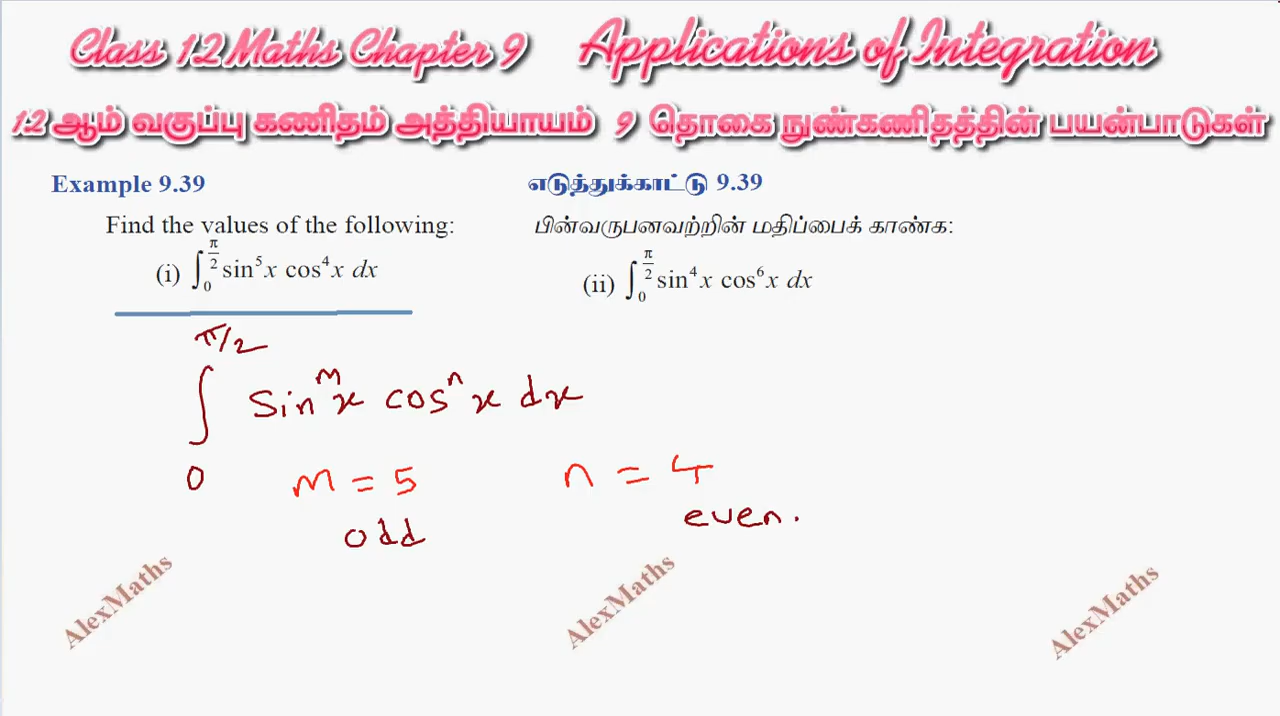 Class 12 Maths Chapter 9 Applications of Integration
12 ஆம் வகுப்பு கணிதம் அத்தியாயம் 9 தொகை நுண்கணிதத்தின் பயன்பாடுகள்
Example 9.39 எடுத்துக்காட்டு 9.39
Find the values of the following: பின்வருபனவற்றின் மதிப்பைக் காண்க:
(i) ∫₀^(π/2) sin⁵x cos⁴x dx (ii) ∫₀^(π/2) sin⁴x cos⁶x dx
∫₀^(π/2) sinᵐx cosⁿx dx
m = 5 n = 4
odd even.
AlexMaths AlexMaths AlexMaths